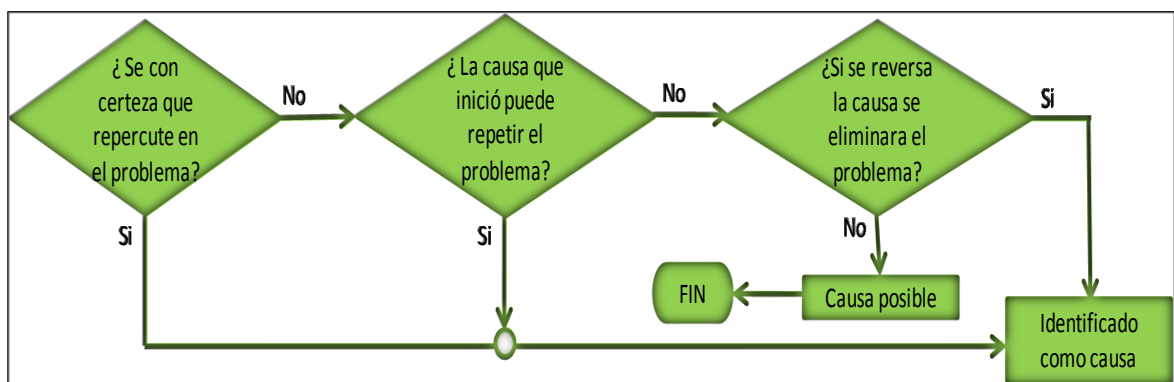 ¿ Se con
certeza que
repercute en
el problema?
No
¿ La causa que
inició puede
repetir el
problema?
No
¿Si se reversa
la causa se
eliminara el
problema?
Si
Si
Si
No
FIN
Causa posible
Identificado
como causa